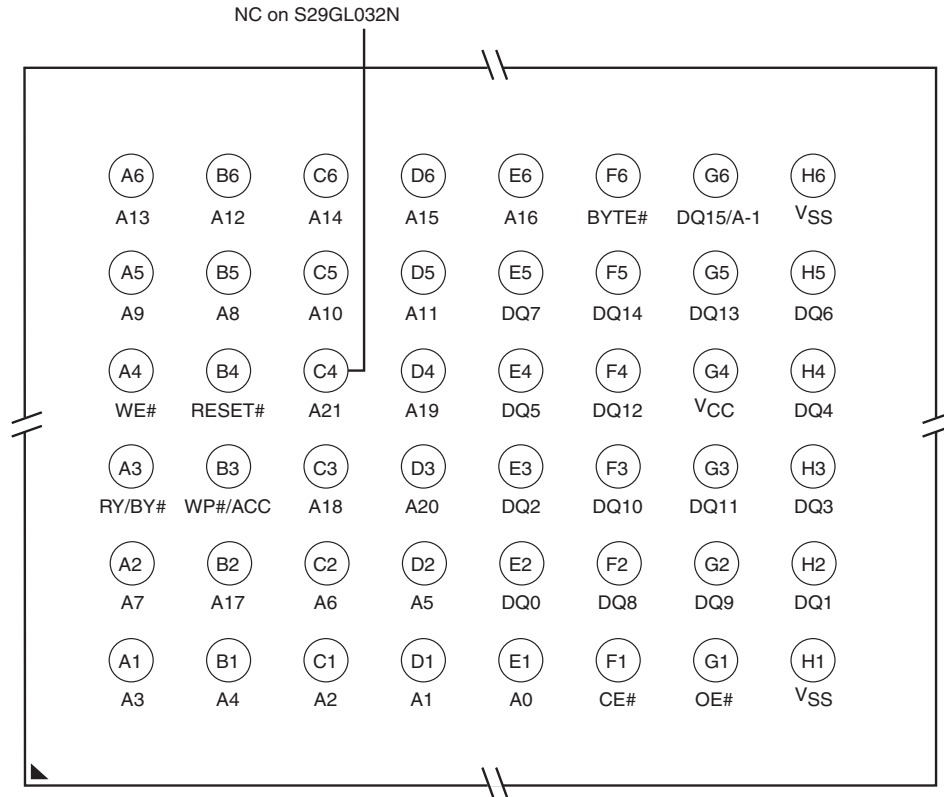 NC on S29GL032N
A6 B6 C6 D6 E6 F6 G6 H6
A13 A12 A14 A15 A16 BYTE# DQ15/A-1 VSS
A5 B5 C5 D5 E5 F5 G5 H5
A9 A8 A10 A11 DQ7 DQ14 DQ13 DQ6
A4 B4 C4 D4 E4 F4 G4 H4
WE# RESET# A21 A19 DQ5 DQ12 VCC DQ4
A3 B3 C3 D3 E3 F3 G3 H3
RY/BY# WP#/ACC A18 A20 DQ2 DQ10 DQ11 DQ3
A2 B2 C2 D2 E2 F2 G2 H2
A7 A17 A6 A5 DQ0 DQ8 DQ9 DQ1
A1 B1 C1 D1 E1 F1 G1 H1
A3 A4 A2 A1 A0 CE# OE# VSS